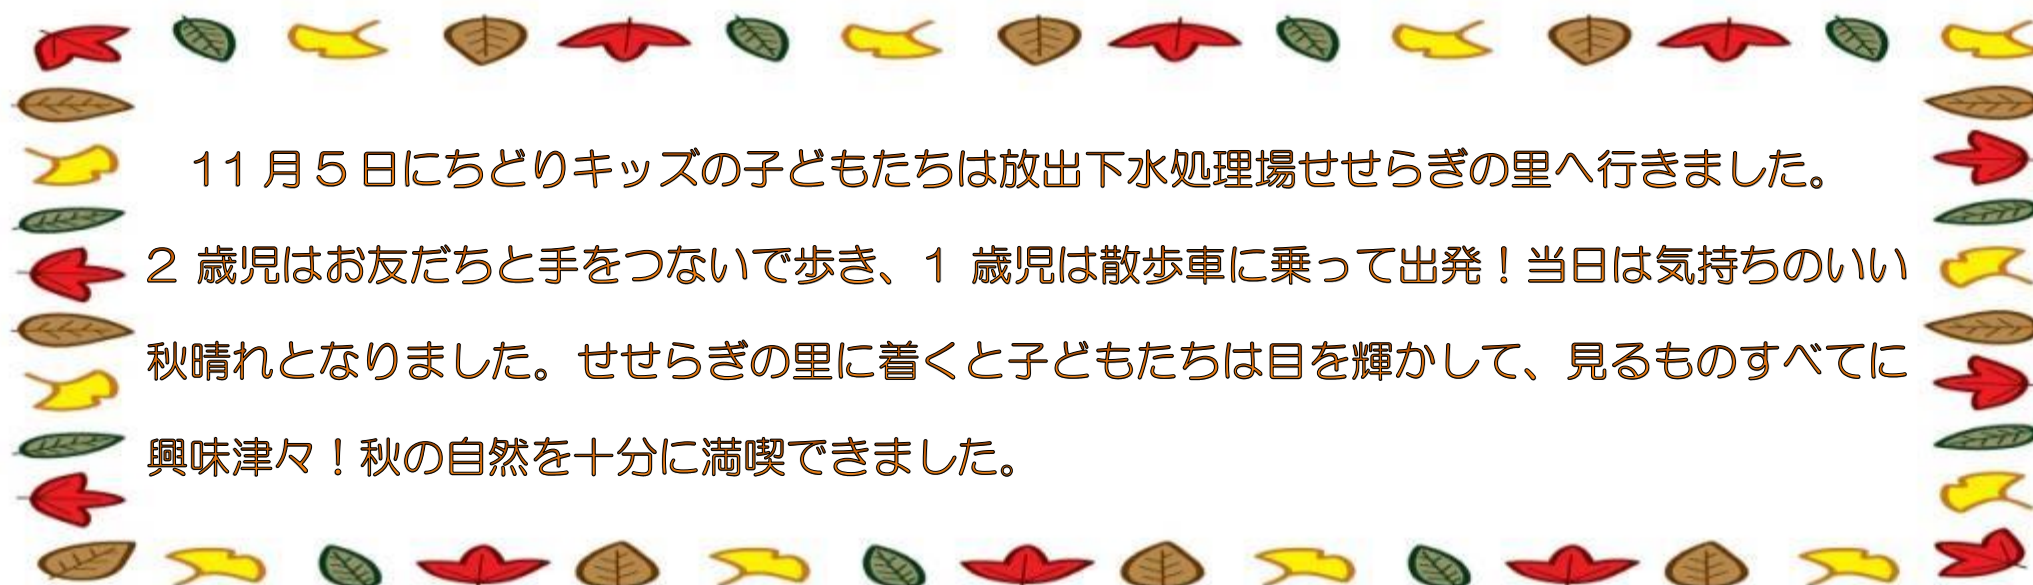 11月5日にちどりキッズの子どもたちは放出下水処理場せせらぎの里へ行きました。
2 歳児はお友だちと手をつないで歩き、1 歳児は散歩車に乗って出発！当日は気持ちのいい
秋晴れとなりました。せせらぎの里に着くと子どもたちは目を輝かして、見るものすべてに
興味津々！秋の自然を十分に満喫できました。